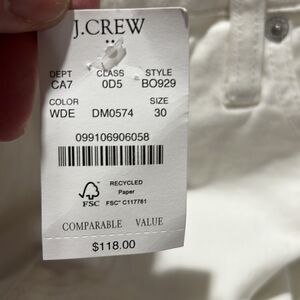 J.CREW
DEPT CLASS STYLE
CA7 0D5 BO929
COLOR SIZE
WDE DM0574 30
099106906058
FSC
RECYCLED
Paper
FSC® C117781
COMPARABLE VALUE
$118.00